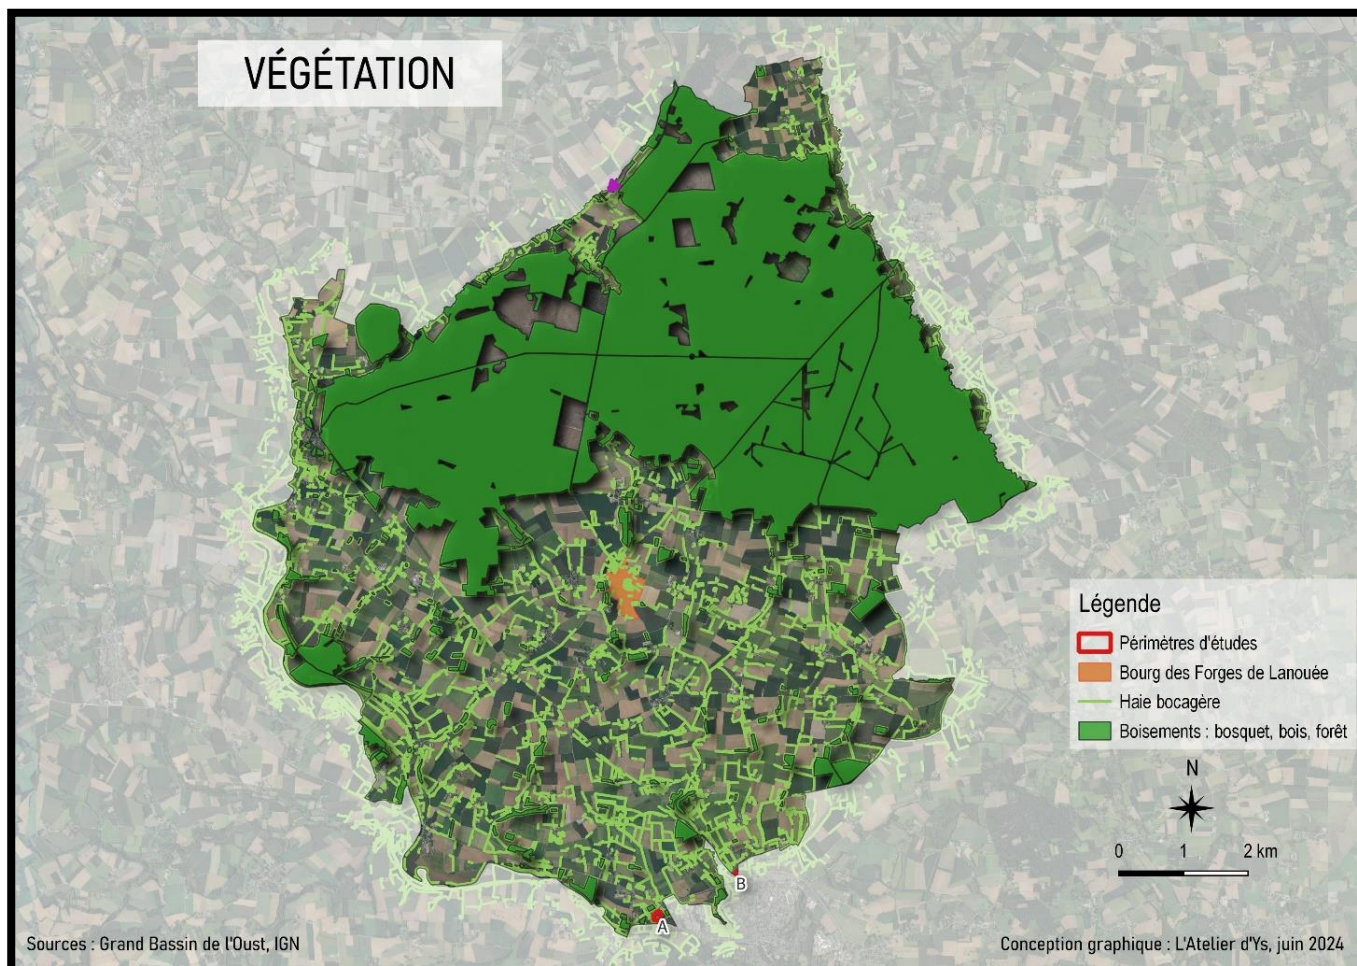 VÉGÉTATION
Légende
Périmètres d'études
Bourg des Forges de Lanouée
Haie bocagère
Boisements : bosquet, bois, forêt
N
0 1 2 km
B
A
Sources : Grand Bassin de l'Oust, IGN
Conception graphique : L'Atelier d'Ys, juin 2024